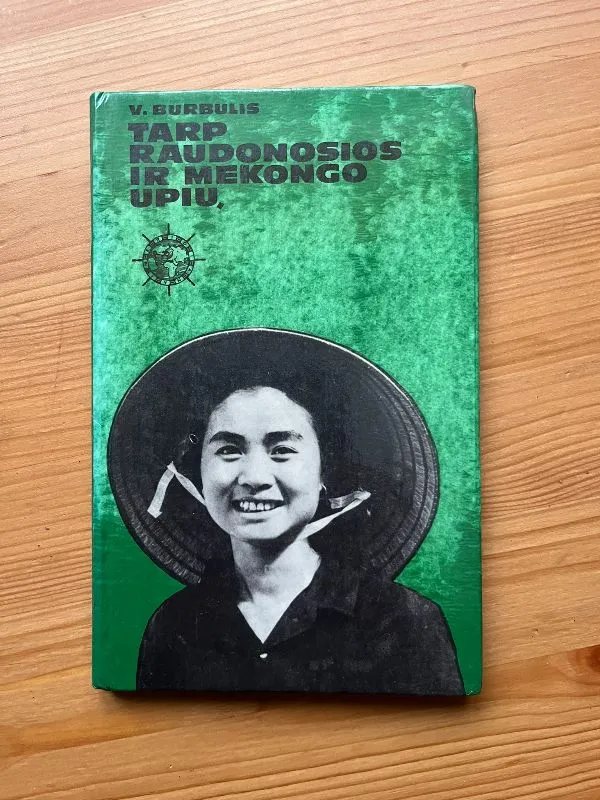 V. BURBULIS
TARP
RAUDONOSIOS
IR MEKONGO
UPIŲ